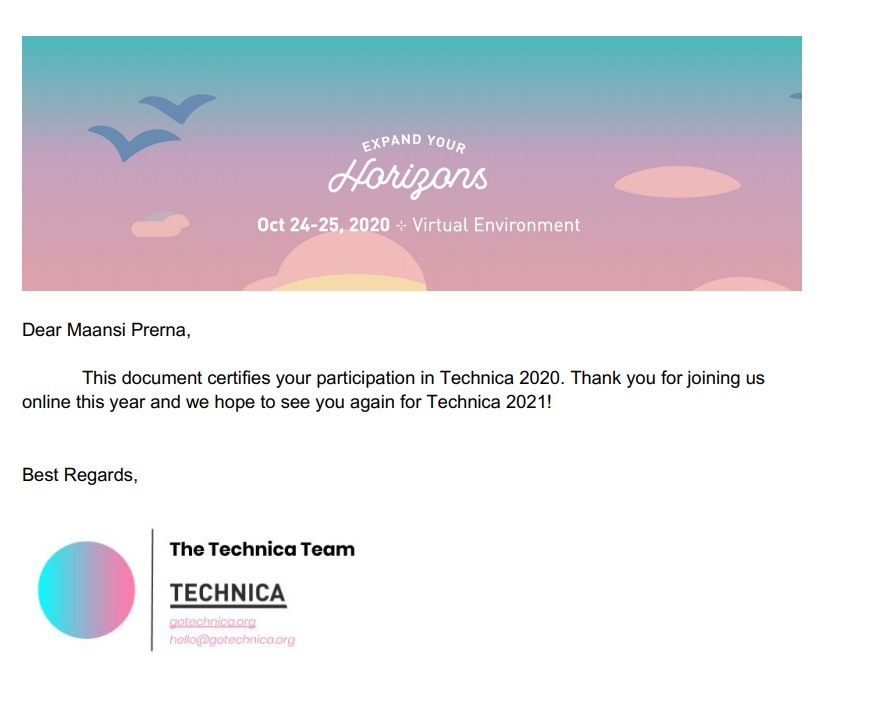 EXPAND YOUR
Horizons
Oct 24-25, 2020 ⊹ Virtual Environment
Dear Maansi Prerna,
This document certifies your participation in Technica 2020. Thank you for joining us
online this year and we hope to see you again for Technica 2021!
Best Regards,
The Technica Team
TECHNICA
gotechnica.org
hello@gotechnica.org